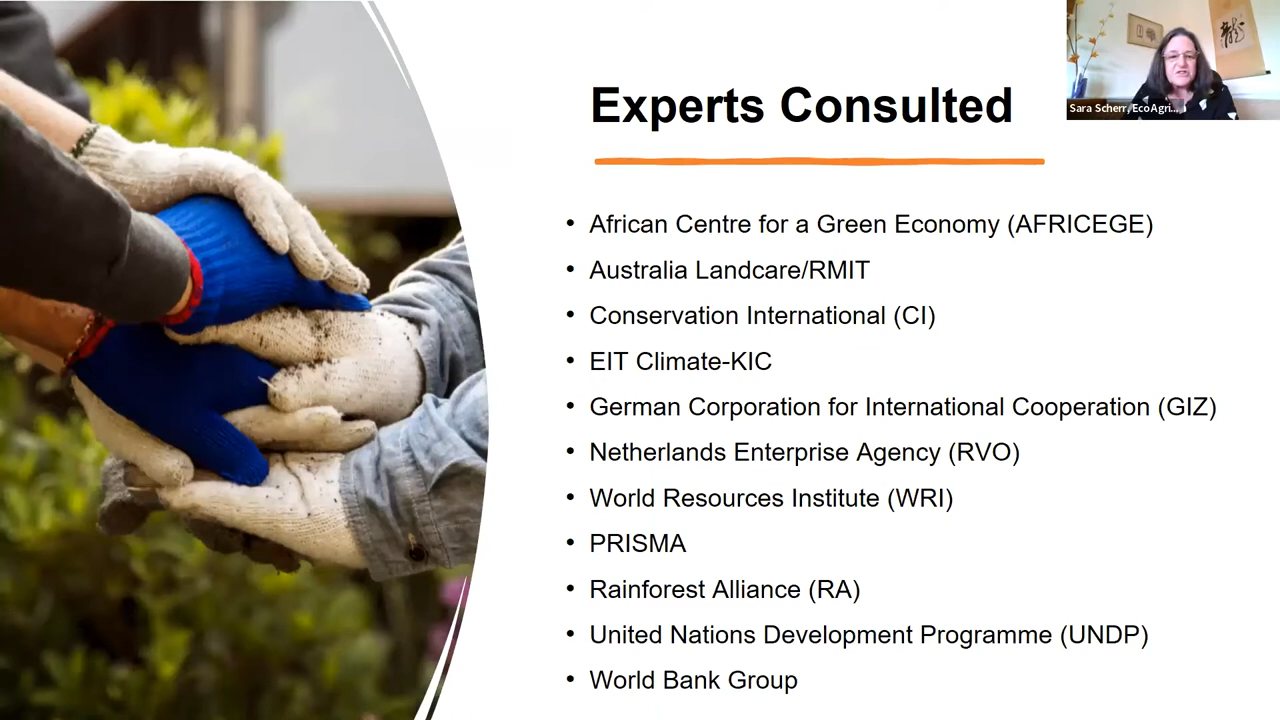 Experts Consulted
Sara Scherr, EcoAgri...
• African Centre for a Green Economy (AFRICEGE)
• Australia Landcare/RMIT
• Conservation International (CI)
• EIT Climate-KIC
• German Corporation for International Cooperation (GIZ)
• Netherlands Enterprise Agency (RVO)
• World Resources Institute (WRI)
• PRISMA
• Rainforest Alliance (RA)
• United Nations Development Programme (UNDP)
• World Bank Group